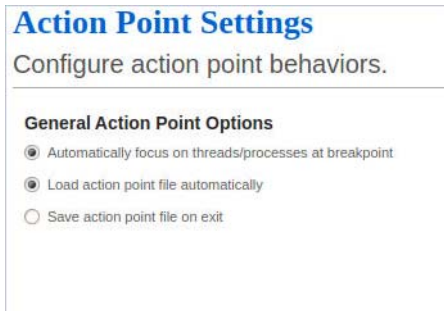 Action Point Settings
Configure action point behaviors.
General Action Point Options
Automatically focus on threads/processes at breakpoint
Load action point file automatically
Save action point file on exit